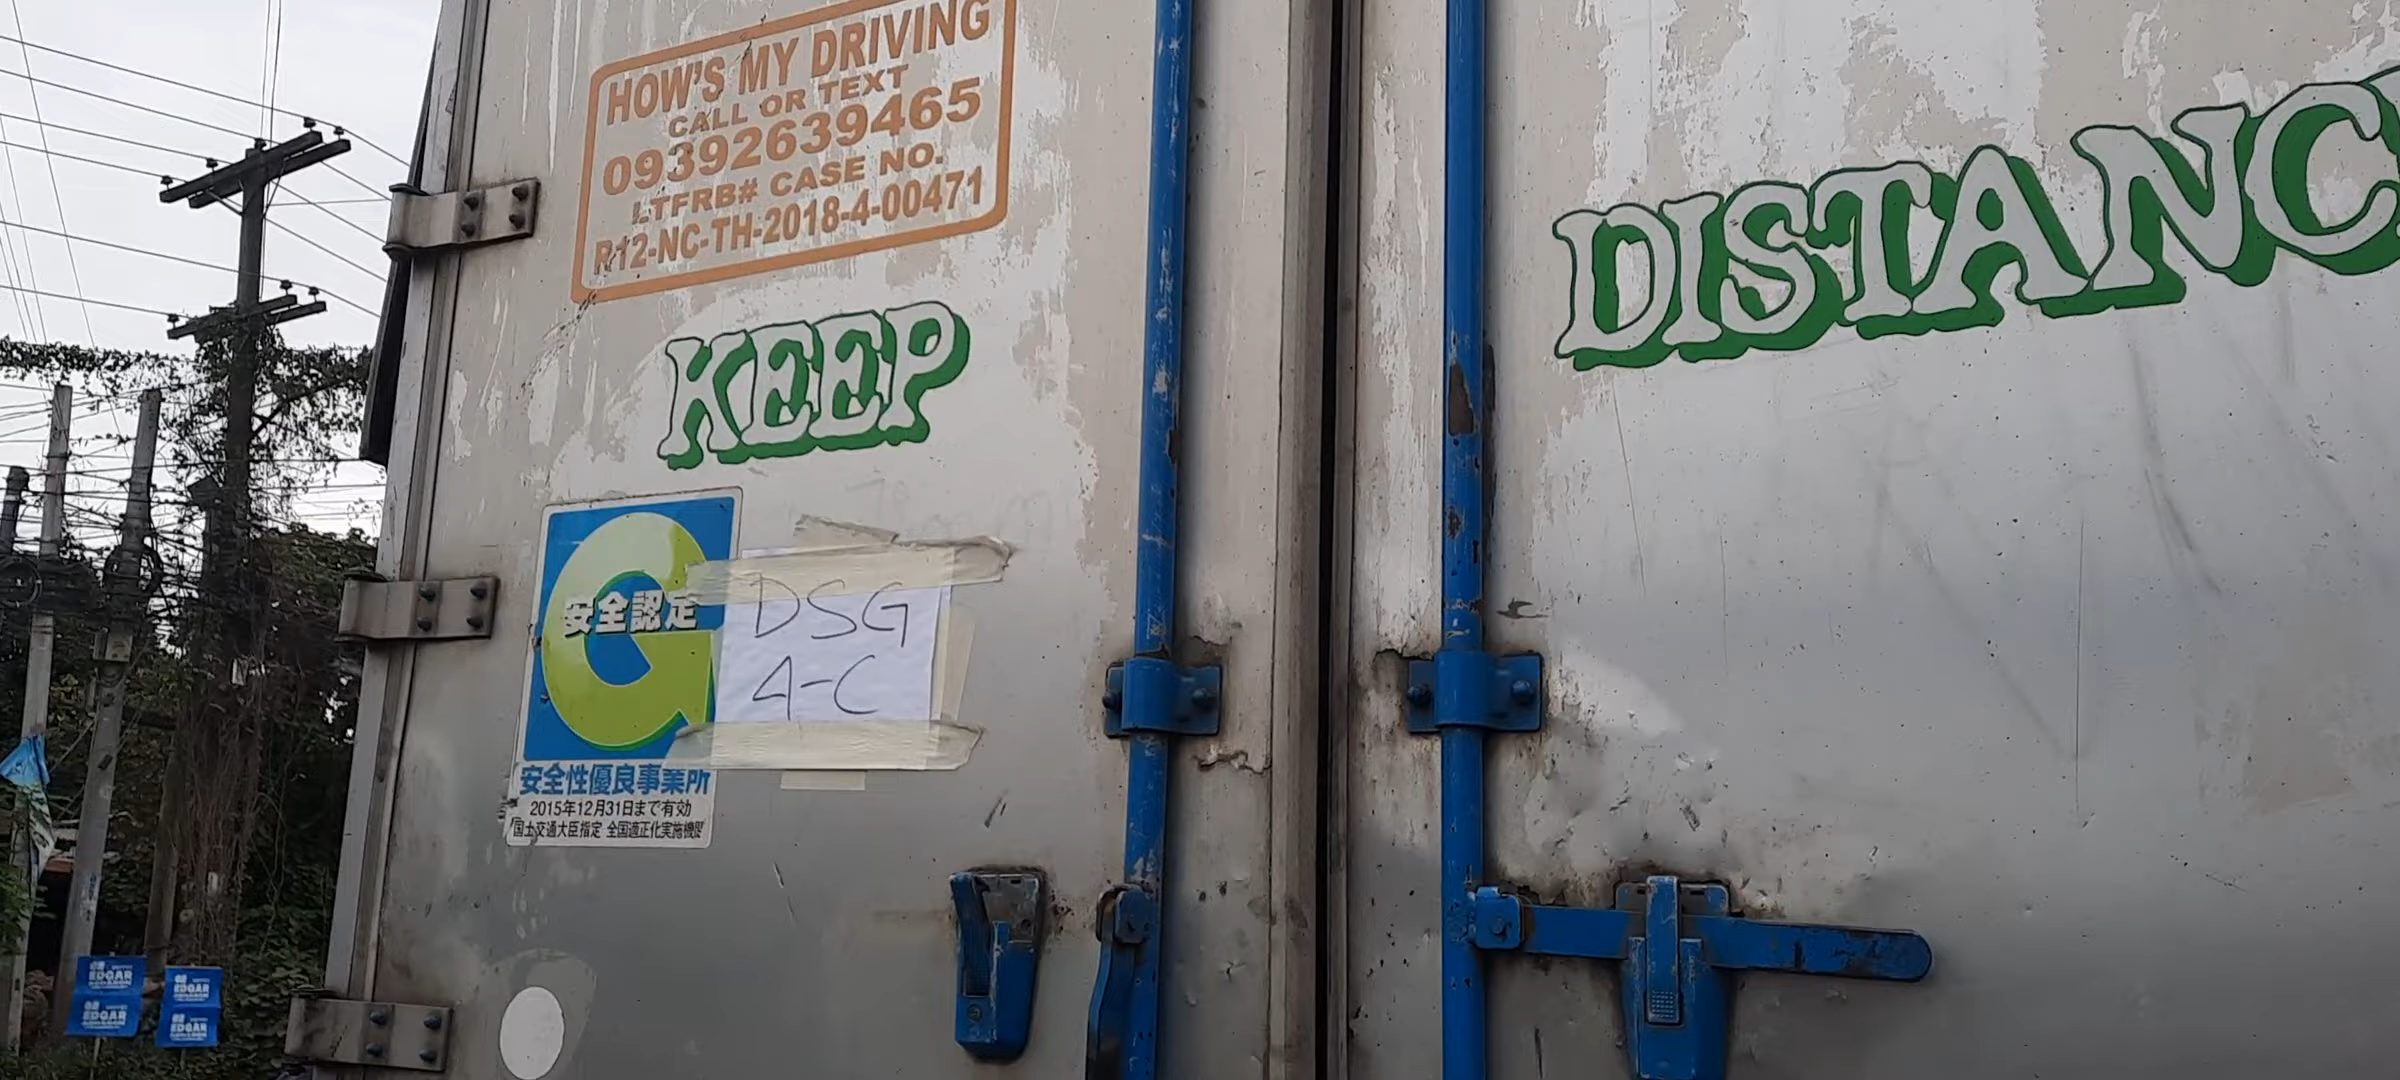 HOW'S MY DRIVING
CALL OR TEXT
09392639465
LTFRB# CASE NO.
R12-NC-TH-2018-4-00471
KEEP
DISTANC
安全認定
DSG
4-C
安全性優良事業所
2015年12月31日まで有効
国土交通大臣指定 全国適正化実施機関
EDGAR
EDGAR
EDGAR
EDGAR